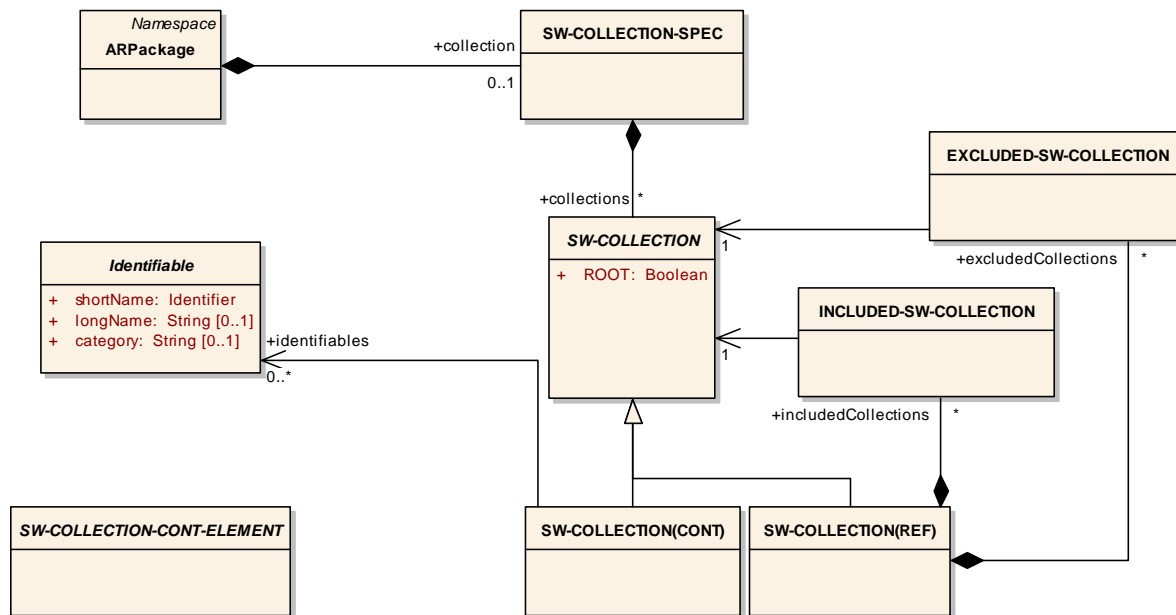 Namespace
ARPackage
SW-COLLECTION-SPEC
+collection
0..1
EXCLUDED-SW-COLLECTION
+collections *
SW-COLLECTION
+ ROOT: Boolean
1
+excludedCollections *
Identifiable
+ shortName: Identifier
+ longName: String [0..1]
+ category: String [0..1]
INCLUDED-SW-COLLECTION
+identifiables
0..*
1
+includedCollections *
SW-COLLECTION-CONT-ELEMENT
SW-COLLECTION(CONT)
SW-COLLECTION(REF)